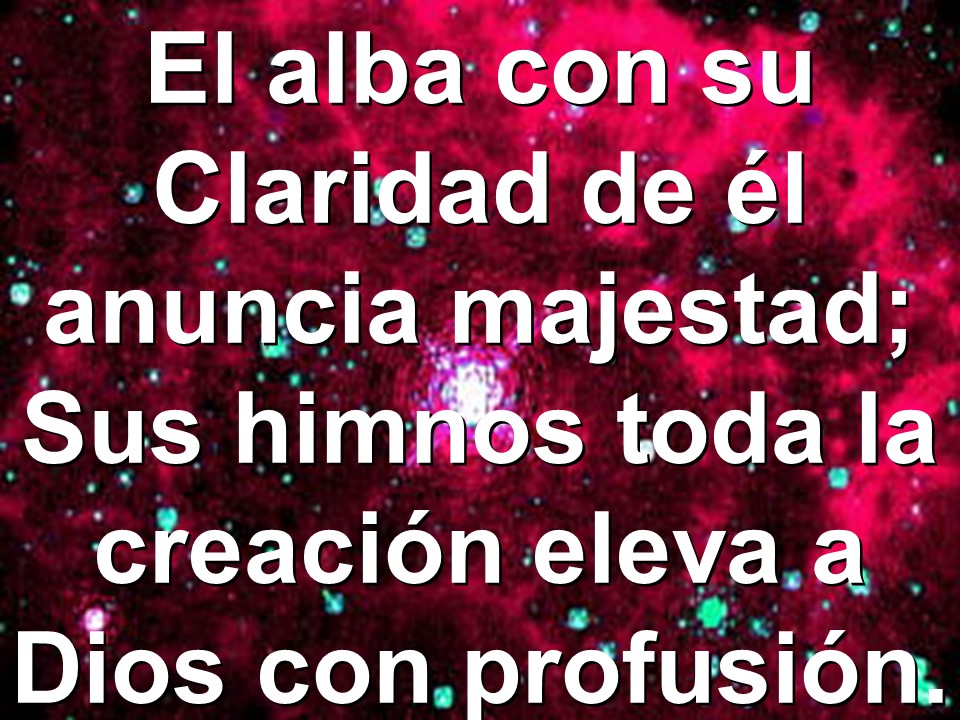 El alba con su
Claridad de él
anuncia majestad;
Sus himnos toda la
creación eleva a
Dios con profusión.